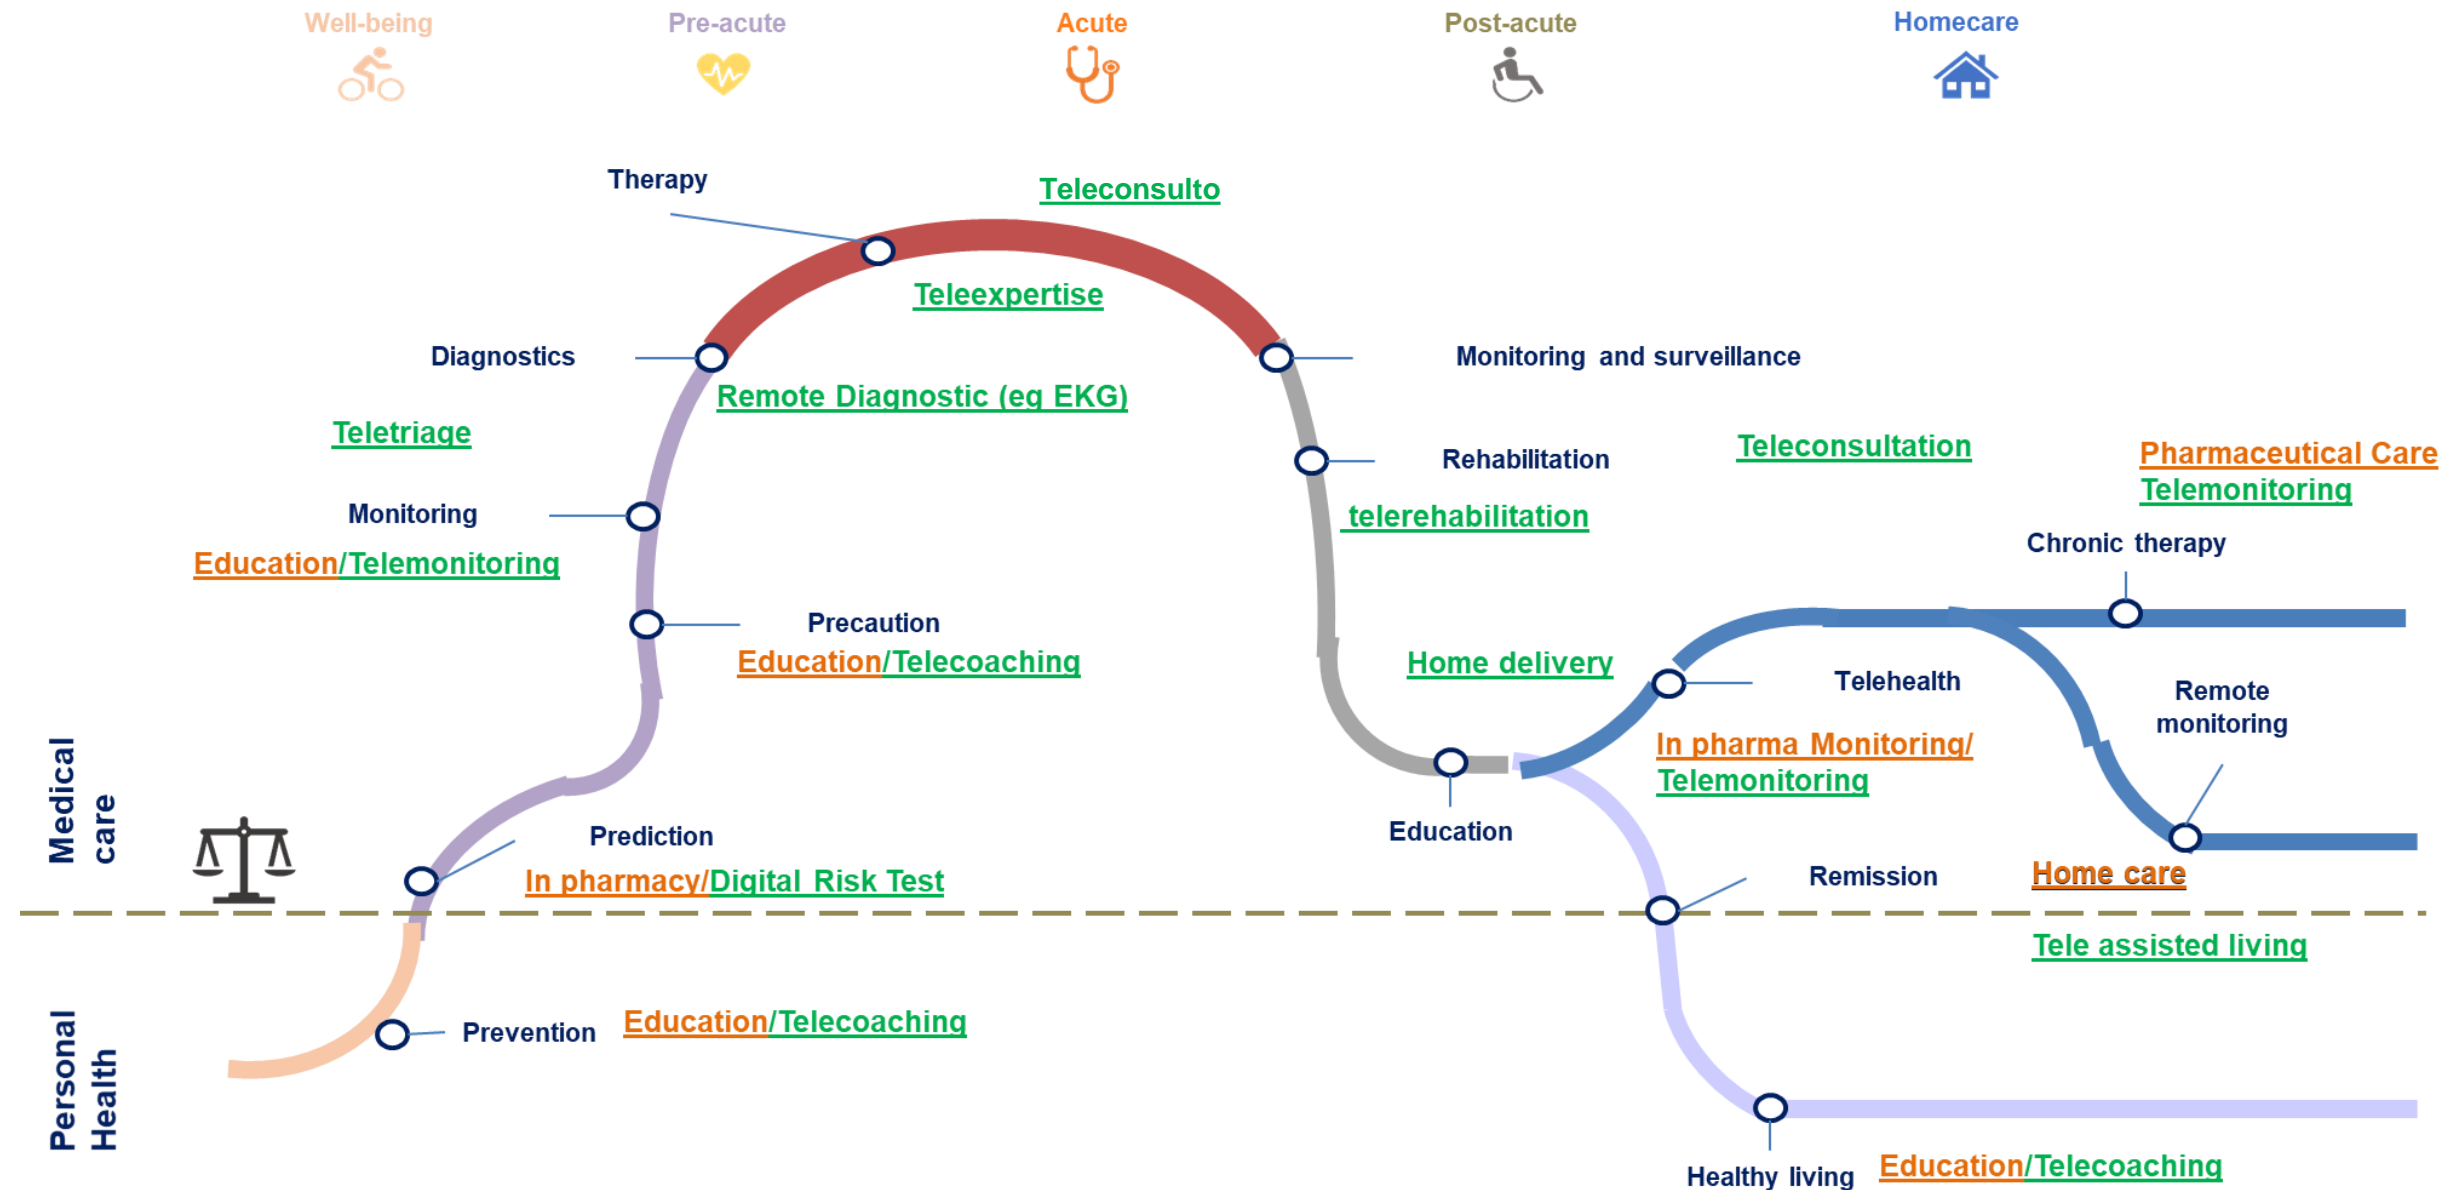 Well-being
Pre-acute
Acute
Post-acute
Homecare
Therapy
Teleconsulto
Teleexpertise
Diagnostics
Monitoring and surveillance
Remote Diagnostic (eg EKG)
Teletriage
Rehabilitation
Teleconsultation
Pharmaceutical Care
Telemonitoring
Monitoring
telerehabilitation
Chronic therapy
Education/Telemonitoring
Precaution
Education/Telecoaching
Home delivery
Telehealth
Remote
monitoring
In pharma Monitoring/
Telemonitoring
Medical
care
Education
Prediction
In pharmacy/Digital Risk Test
Remission
Home care
Tele assisted living
Personal
Health
Prevention
Education/Telecoaching
Healthy living
Education/Telecoaching